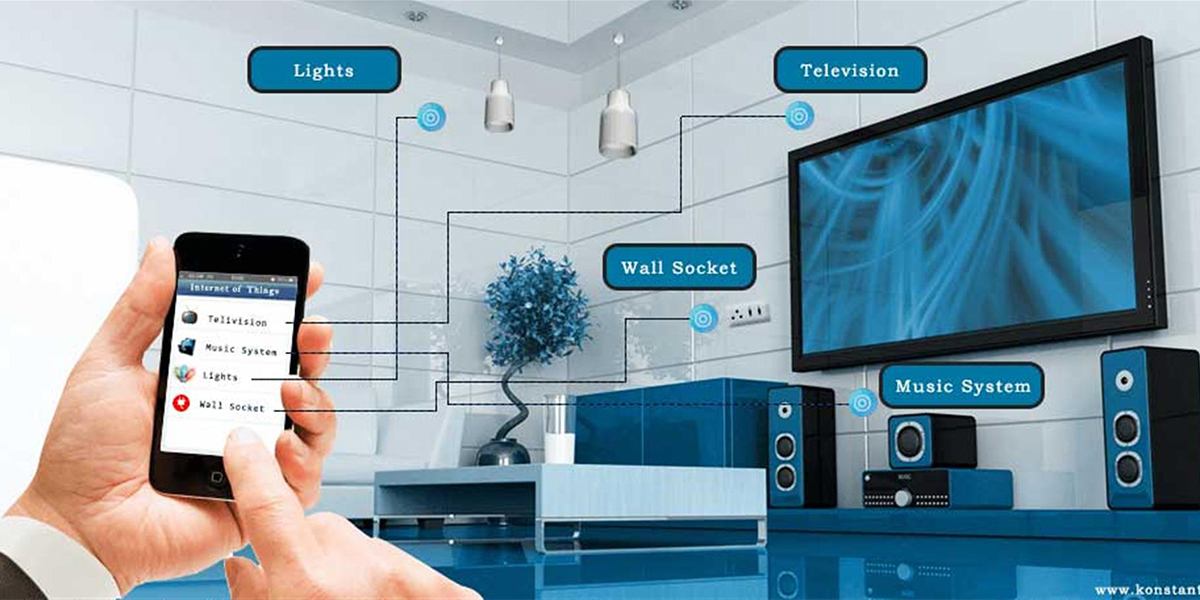 Lights
Television
Wall Socket
Music System
Internet of Things
Telivision
Music System
Lights
Wall Socket
www.konstant